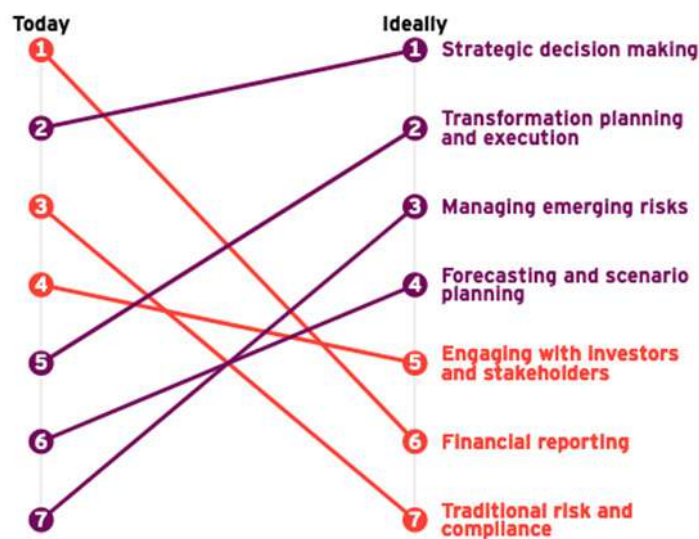 Today Ideally
1 1 Strategic decision making
2 2 Transformation planning
and execution
3 3 Managing emerging risks
4 4 Forecasting and scenario
planning
5 5 Engaging with investors
and stakeholders
6 6 Financial reporting
7 7 Traditional risk and
compliance